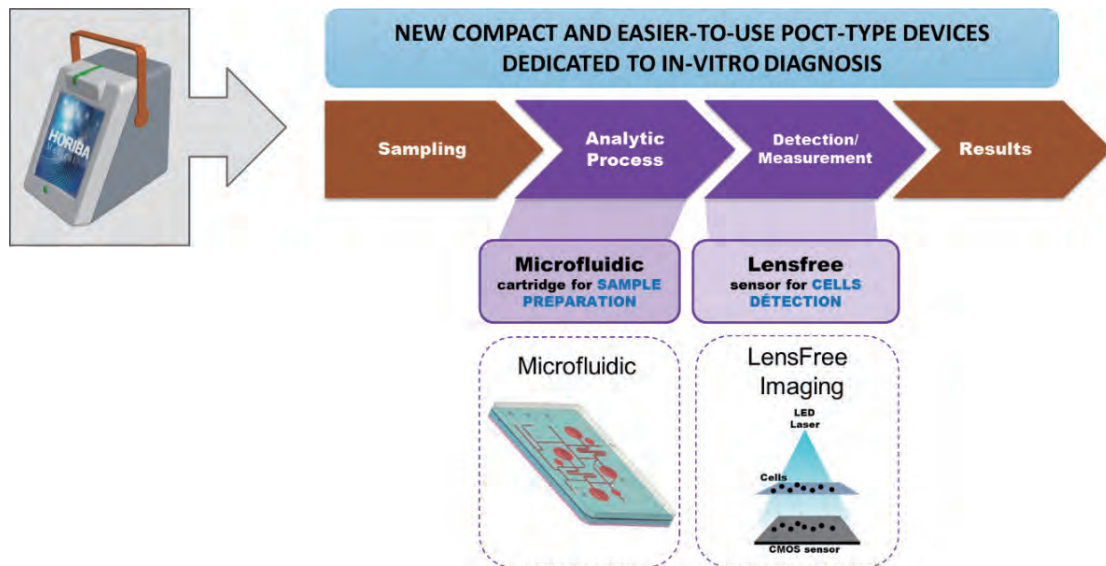 NEW COMPACT AND EASIER-TO-USE POCT-TYPE DEVICES
DEDICATED TO IN-VITRO DIAGNOSIS
HORIBA
Medical
Sampling
Analytic
Process
Detection/
Measurement
Results
Microfluidic
cartridge for SAMPLE
PREPARATION
Lensfree
sensor for CELLS
DÉTECTION
Microfluidic
LensFree
Imaging
LED
Laser
Cells
CMOS sensor